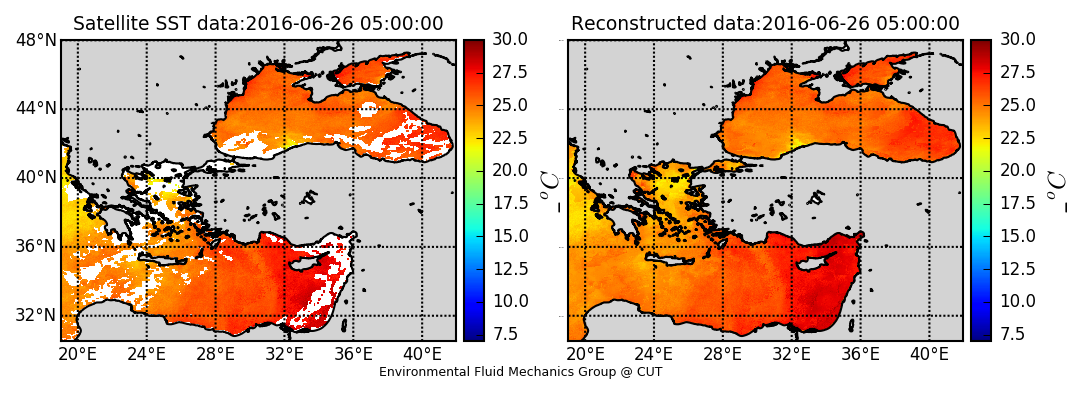 Satellite SST data:2016-06-26 05:00:00
48°N
44°N
40°N
36°N
32°N
20°E 24°E 28°E 32°E 36°E 40°E
30.0
27.5
25.0
22.5
20.0
17.5
15.0
12.5
10.0
7.5
_°C
Reconstructed data:2016-06-26 05:00:00
20°E 24°E 28°E 32°E 36°E 40°E
30.0
27.5
25.0
22.5
20.0
17.5
15.0
12.5
10.0
7.5
_°C
Environmental Fluid Mechanics Group @ CUT